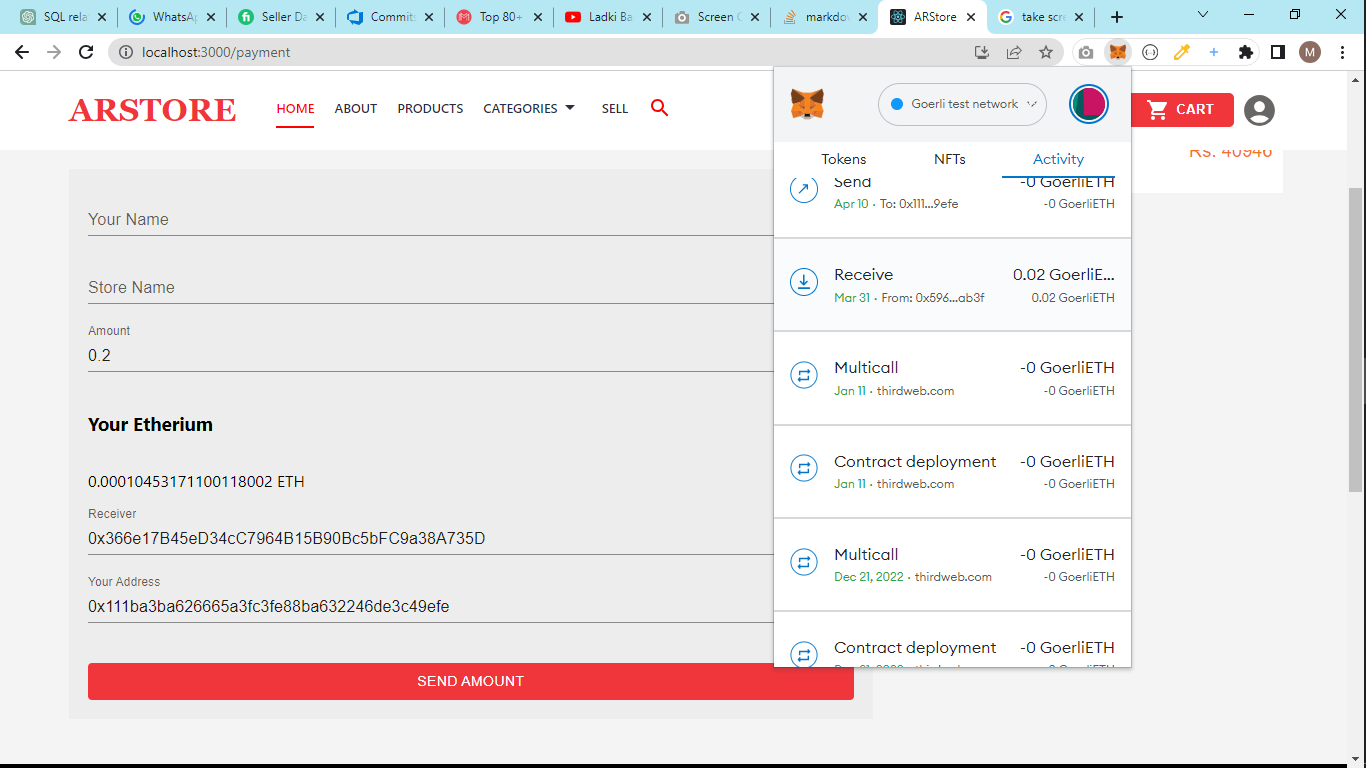 SQL rela
WhatsAp
Seller Da
Commits
Top 80+
Ladki Ba
Screen C
markdo
ARStore
take scre
localhost:3000/payment
M
ARSTORE
HOME
ABOUT
PRODUCTS
CATEGORIES
SELL
CART
Rs. 40946
Your Name
Store Name
Amount
0.2
Your Etherium
0.00010453171100118002 ETH
Receiver
0x366e17B45eD34cC7964B15B90Bc5bFC9a38A735D
Your Address
0x111ba3ba626665a3fc3fe88ba632246de3c49efe
SEND AMOUNT
Goerli test network
Tokens
NFTs
Activity
Send
-0 GoerliETH
Apr 10 · To: 0x111...9efe
-0 GoerliETH
Receive
0.02 GoerliE...
Mar 31 · From: 0x596...ab3f
0.02 GoerliETH
Multicall
-0 GoerliETH
Jan 11 · thirdweb.com
-0 GoerliETH
Contract deployment
-0 GoerliETH
Jan 11 · thirdweb.com
-0 GoerliETH
Multicall
-0 GoerliETH
Dec 21, 2022 · thirdweb.com
-0 GoerliETH
Contract deployment
-0 GoerliETH